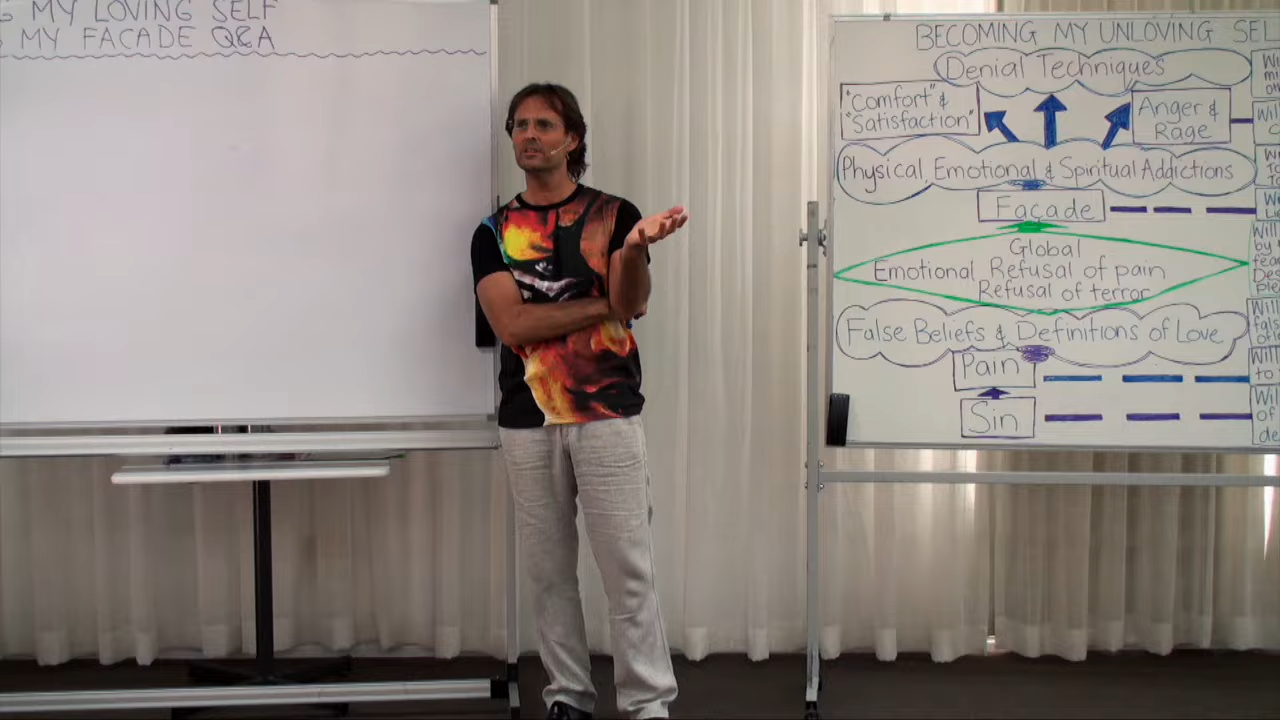 MY LOVING SELF
MY FACADE Q&A
BECOMING MY UNLOVING SEL
Denial Techniques
"Comfort" &
"Satisfaction"
Anger &
Rage
Physical, Emotional & Spiritual Addictions
Façade
Global
Emotional Refusal of pain
Refusal of terror
False Beliefs & Definitions of Love
Pain
Sin